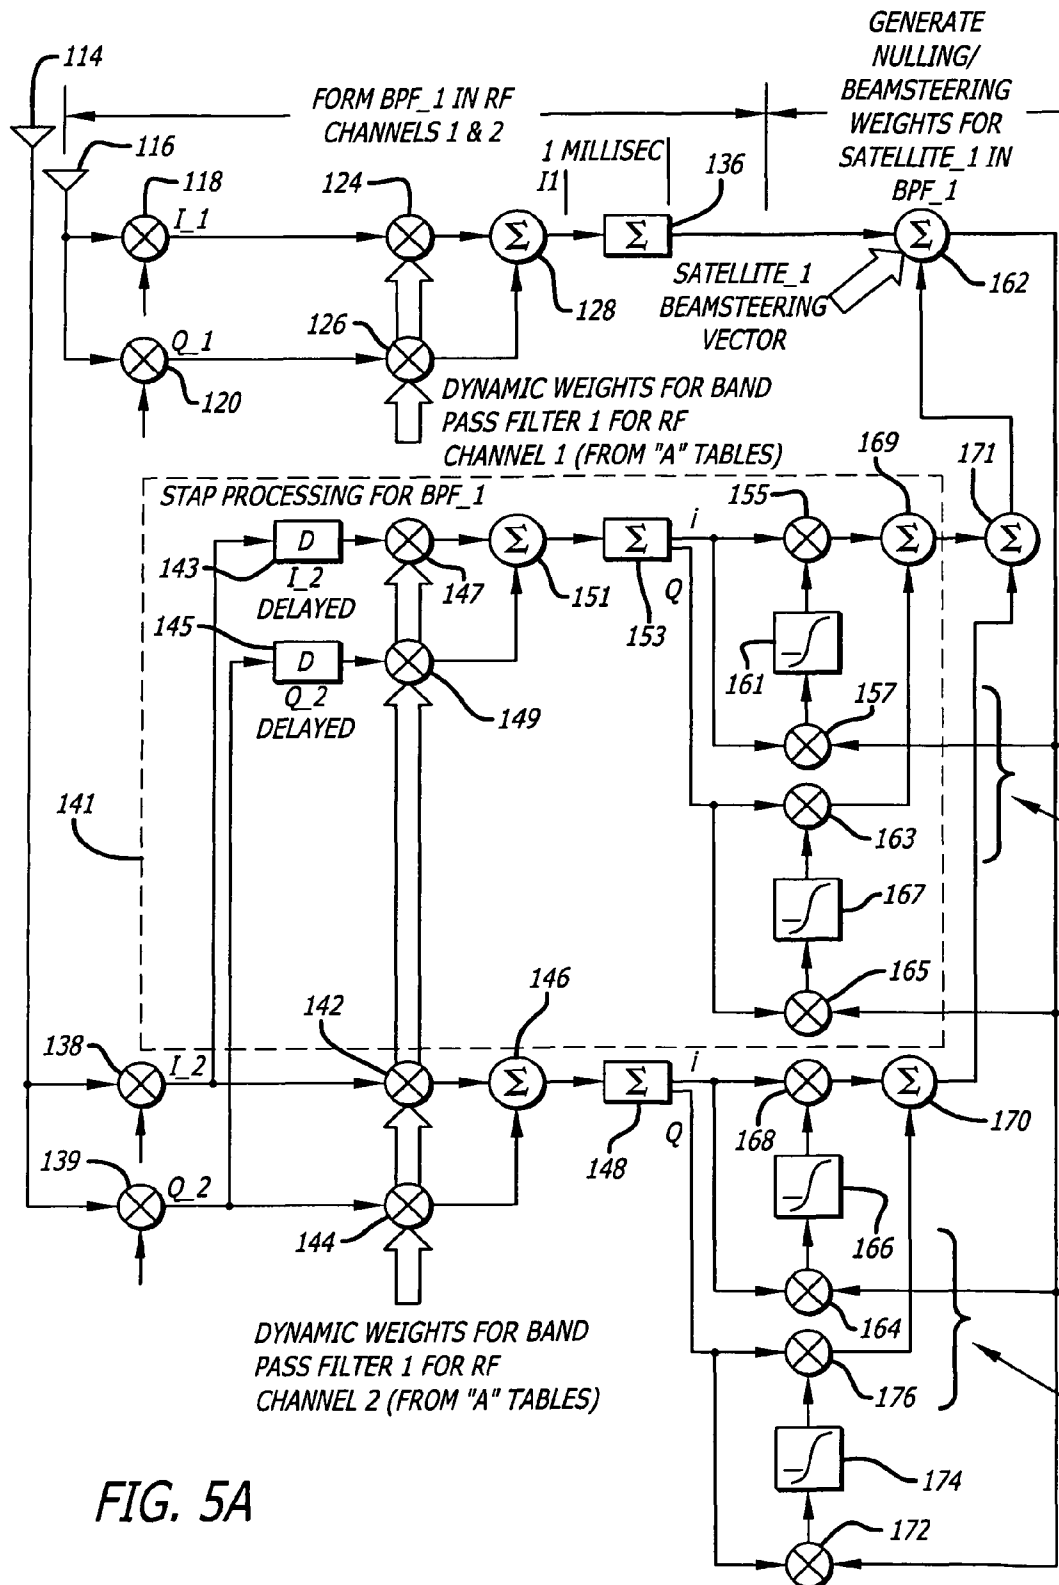 GENERATE
NULLING/
BEAMSTEERING
WEIGHTS FOR
SATELLITE_1 IN
BPF_1
114
FORM BPF_1 IN RF
CHANNELS 1 & 2
116
118
124
1 MILLISEC
I1
136
I_1
Σ
Σ
162
128
SATELLITE_1
BEAMSTEERING
VECTOR
Σ
Q_1
126
120
DYNAMIC WEIGHTS FOR BAND
PASS FILTER 1 FOR RF
CHANNEL 1 (FROM "A" TABLES)
169
171
STAP PROCESSING FOR BPF_1
155
i
D
Σ
Σ
Σ
Σ
143
I_2
DELAYED
147
151
153
Q
145
D
161
Q_2
DELAYED
149
157
141
163
167
165
146
142
138
I_2
i
Σ
Σ
Σ
168
170
148
Q
139
Q_2
144
166
164
DYNAMIC WEIGHTS FOR BAND
PASS FILTER 1 FOR RF
CHANNEL 2 (FROM "A" TABLES)
176
174
FIG. 5A
172